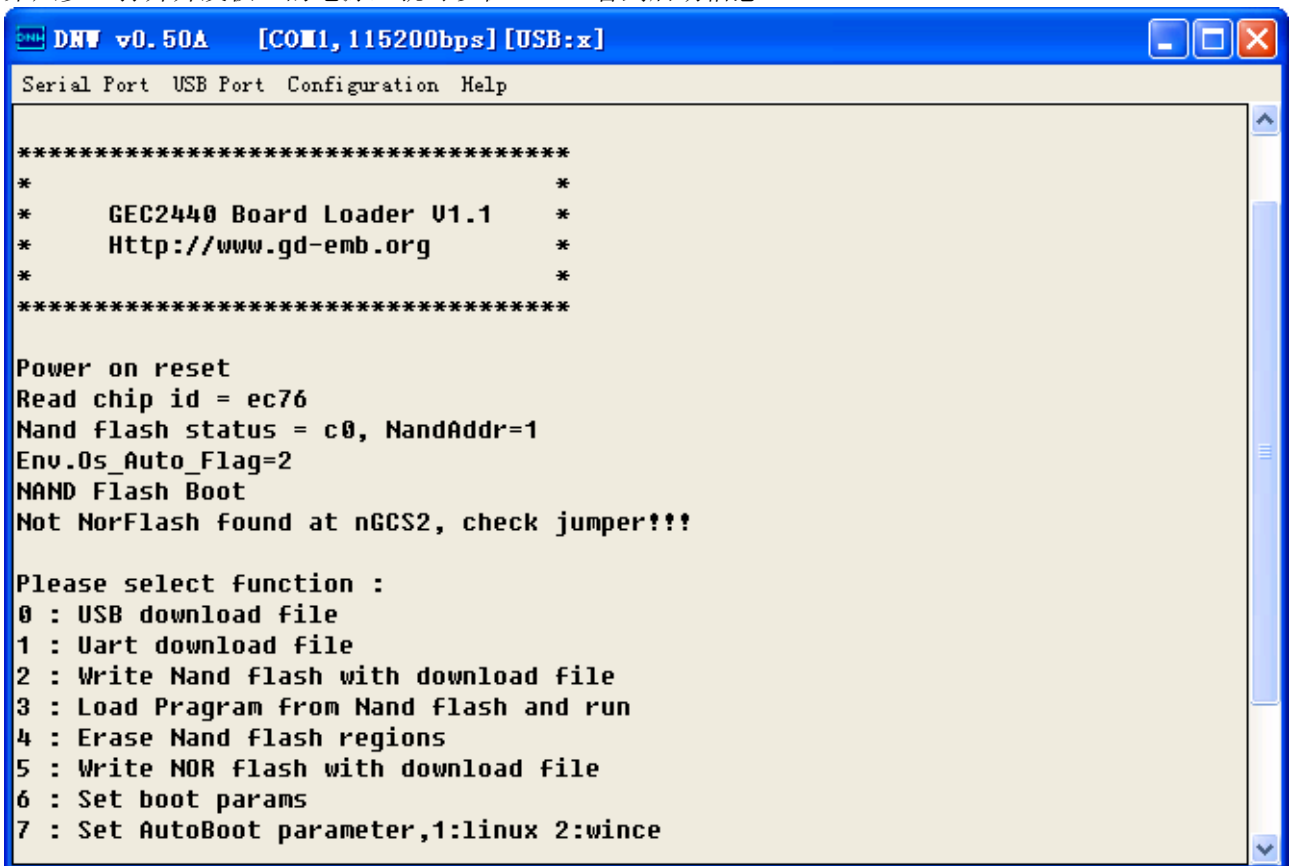 DNW v0.50A [COM1,115200bps][USB:x]
Serial Port USB Port Configuration Help
************************************
* *
* GEC2440 Board Loader V1.1 *
* Http://www.gd-emb.org *
* *
************************************
Power on reset
Read chip id = ec76
Nand flash status = c0, NandAddr=1
Env.Os_Auto_Flag=2
NAND Flash Boot
Not NorFlash found at nGCS2, check jumper!!!
Please select function :
0 : USB download file
1 : Uart download file
2 : Write Nand flash with download file
3 : Load Pragram from Nand flash and run
4 : Erase Nand flash regions
5 : Write NOR flash with download file
6 : Set boot params
7 : Set AutoBoot parameter,1:linux 2:wince